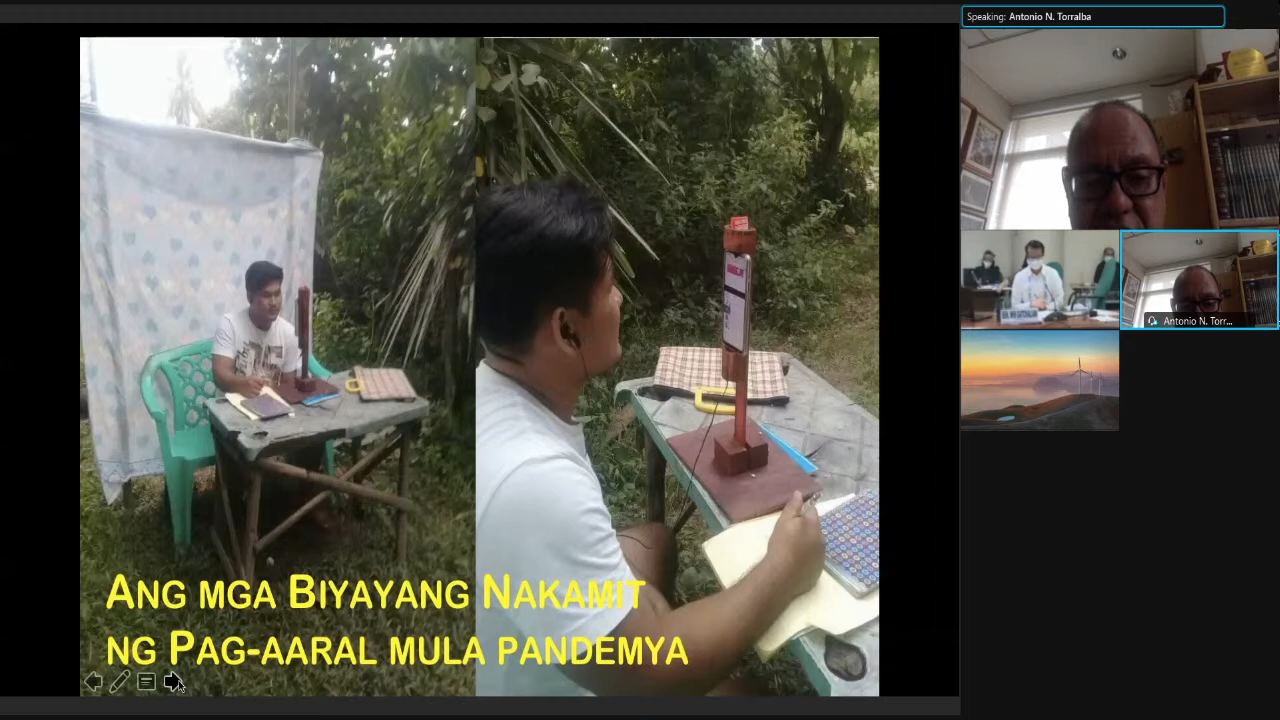 Speaking: Antonio N. Torralba
ANG MGA BIYAYANG NAKAMIT
NG PAG-AARAL MULA PANDEMYA
Antonio N. Torr...